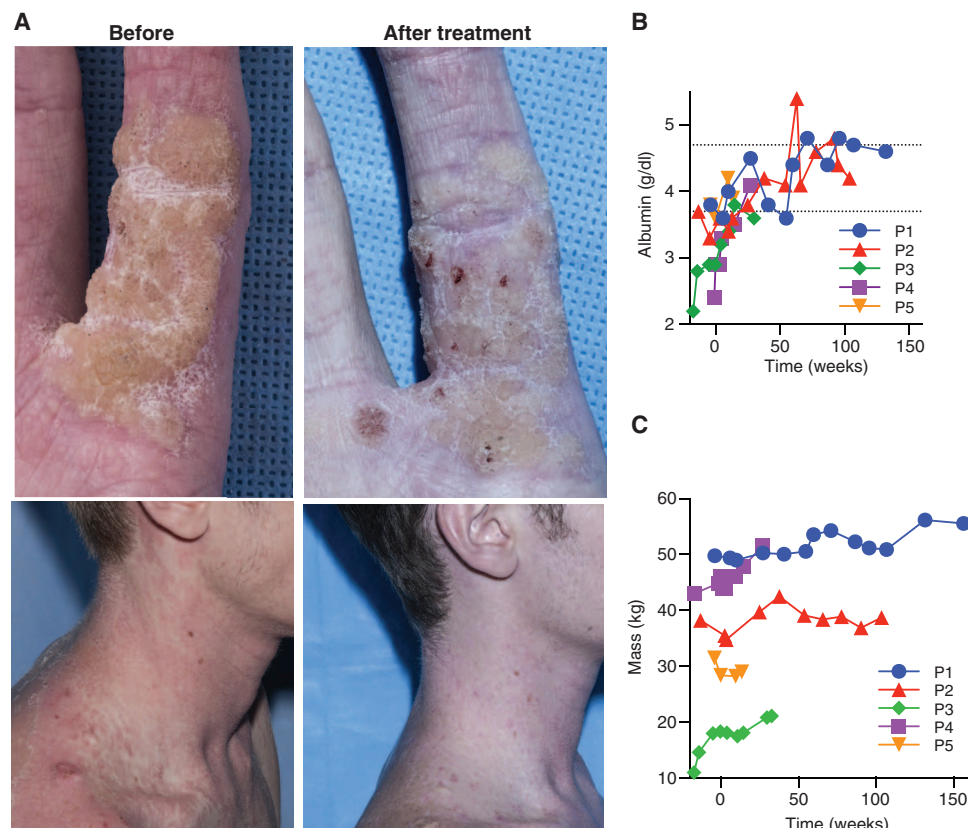 A
Before
After treatment
B
Albumin (g/dl)
5
4
3
2
0
50
100
150
Time (weeks)
P1
P2
P3
P4
P5
C
Mass (kg)
60
50
40
30
20
10
0
50
100
150
Time (weeks)
P1
P2
P3
P4
P5